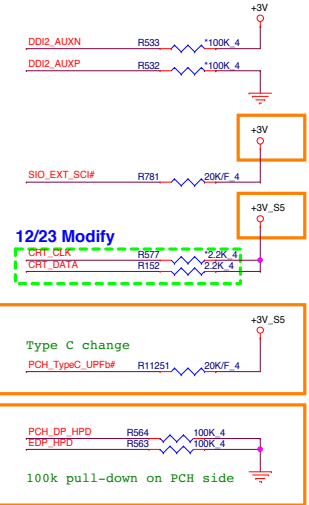 +3V
DDI2_AUXN R533 *100K_4
DDI2_AUXP R532 *100K_4
+3V
SIO_EXT_SCI# R781 20K/F_4
+3V_S5
12/23 Modify
CRT_CLK R577 *2.2K_4
CRT_DATA R152 2.2K_4
+3V_S5
Type C change
PCH_TypeC_UPFb# R11251 20K/F_4
PCH_DP_HPD R564 100K_4
EDP_HPD R563 100K_4
100k pull-down on PCH side